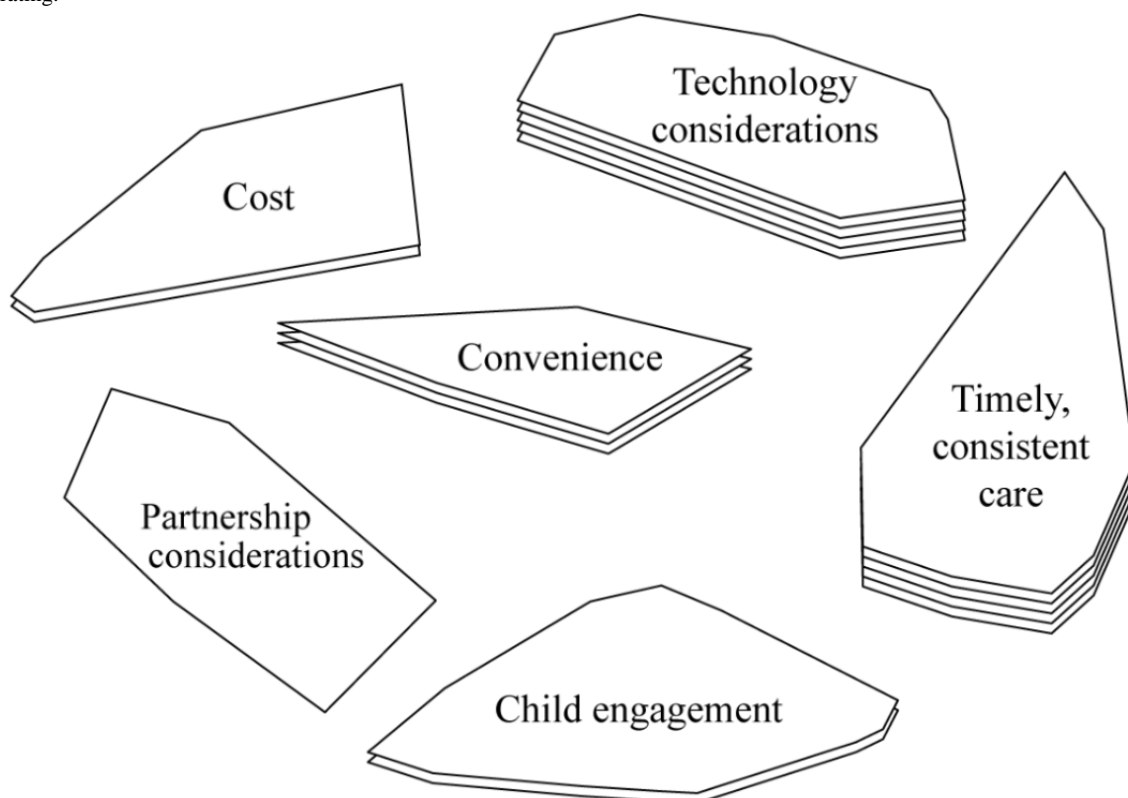 Technology
considerations
Cost
Convenience
Timely,
consistent
care
Partnership
considerations
Child engagement